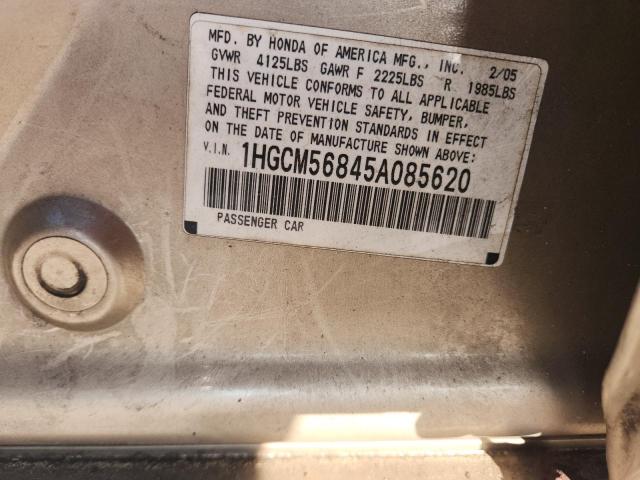 MFD. BY HONDA OF AMERICA MFG., INC. 2/05
GVWR 4125LBS GAWR F 2225LBS R 1985LBS
THIS VEHICLE CONFORMS TO ALL APPLICABLE
FEDERAL MOTOR VEHICLE SAFETY, BUMPER,
AND THEFT PREVENTION STANDARDS IN EFFECT
ON THE DATE OF MANUFACTURE SHOWN ABOVE:
V.I.N. 1HGCM56845A085620
PASSENGER CAR